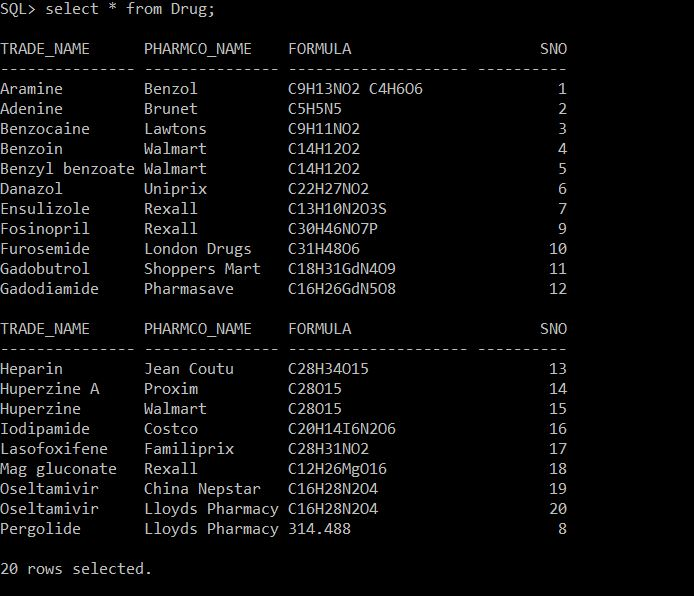 SQL> select * from Drug;
TRADE_NAME      PHARMCO_NAME    FORMULA                     SNO
--------------- --------------- -------------------- ----------
Aramine         Benzol          C9H13NO2 C4H6O6               1
Adenine         Brunet          C5H5N5                        2
Benzocaine      Lawtons         C9H11NO2                      3
Benzoin         Walmart         C14H12O2                      4
Benzyl benzoate Walmart         C14H12O2                      5
Danazol         Uniprix         C22H27NO2                     6
Ensulizole      Rexall          C13H10N2O3S                   7
Fosinopril      Rexall          C30H46NO7P                    9
Furosemide      London Drugs    C31H48O6                     10
Gadobutrol      Shoppers Mart   C18H31GdN4O9                 11
Gadodiamide     Pharmasave      C16H26GdN5O8                 12
TRADE_NAME      PHARMCO_NAME    FORMULA                     SNO
--------------- --------------- -------------------- ----------
Heparin         Jean Coutu      C28H34O15                    13
Huperzine A     Proxim          C28O15                       14
Huperzine       Walmart         C28O15                       15
Iodipamide      Costco          C20H14I6N2O6                 16
Lasofoxifene    Familiprix      C28H31NO2                    17
Mag gluconate   Rexall          C12H26MgO16                  18
Oseltamivir     China Nepstar   C16H28N2O4                   19
Oseltamivir     Lloyds Pharmacy C16H28N2O4                   20
Pergolide       Lloyds Pharmacy 314.488                       8
20 rows selected.